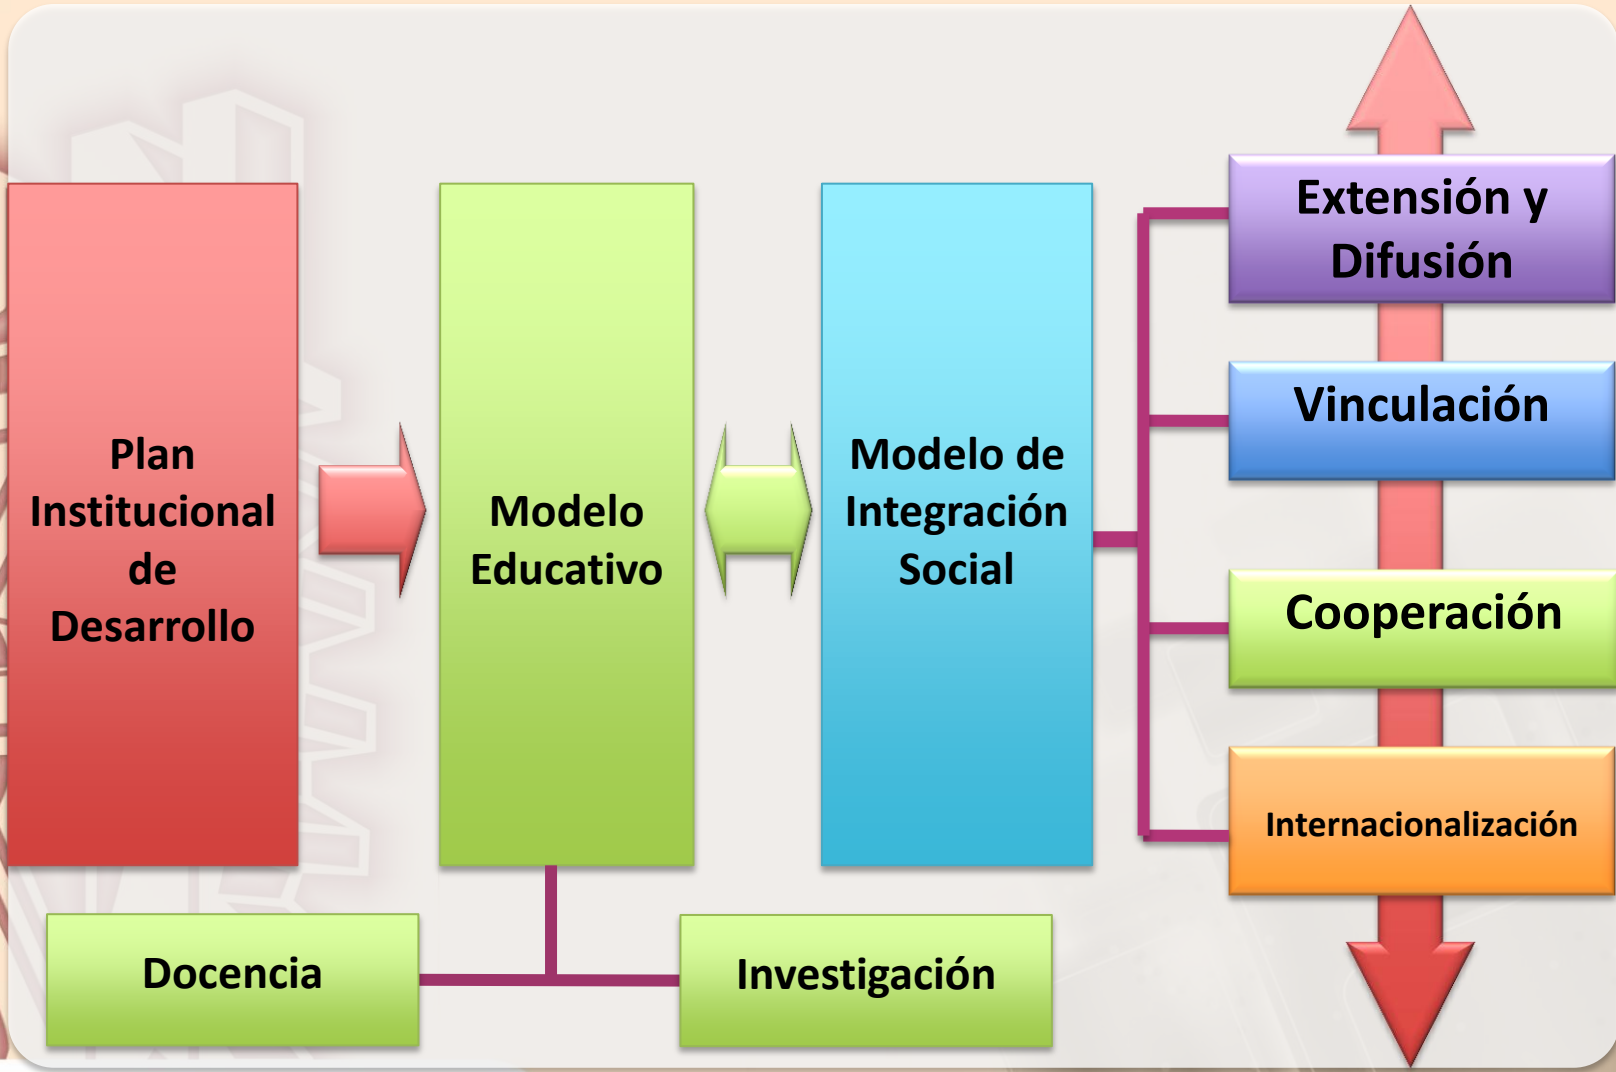 Plan
Institucional
de
Desarrollo
Modelo
Educativo
Modelo de
Integración
Social
Extensión y
Difusión
Vinculación
Cooperación
Internacionalización
Docencia
Investigación